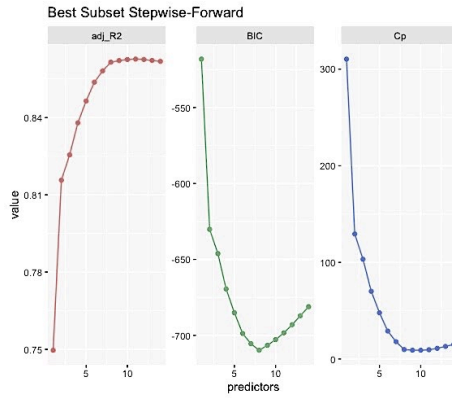 Best Subset Stepwise-Forward
adj_R2 BIC Cp
value
0.84
0.81
0.78
0.75
-550
-600
-650
-700
300
200
100
0
5 10 5 10 5 10
predictors